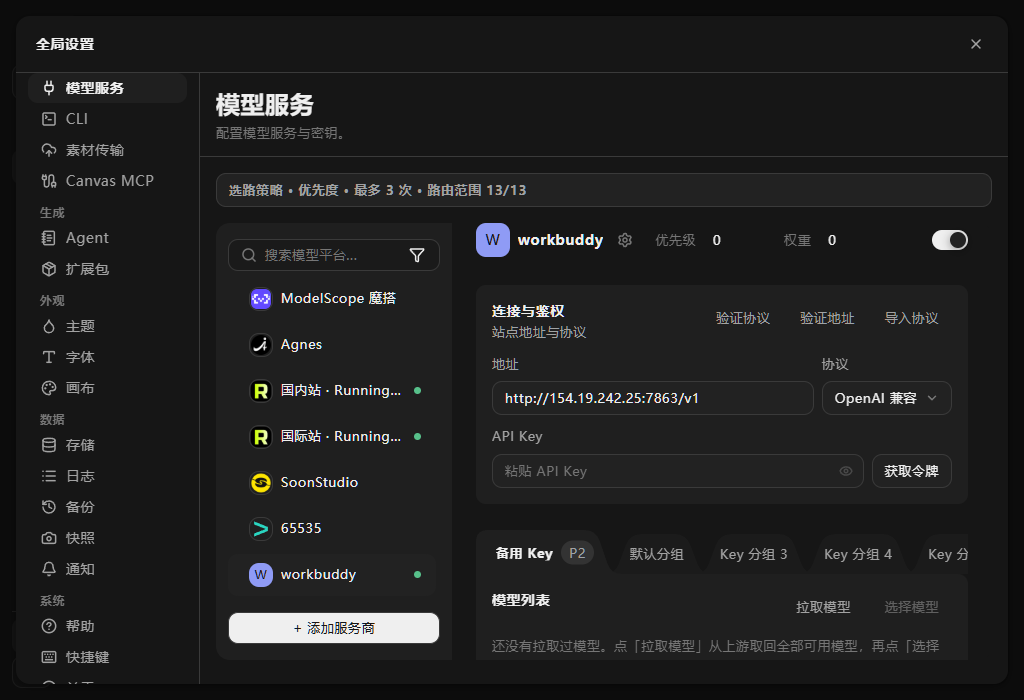 全局设置
模型服务
CLI
素材传输
Canvas MCP
生成
Agent
扩展包
外观
主题
字体
画布
数据
存储
日志
备份
快照
通知
系统
帮助
快捷键
模型服务
配置模型服务与密钥。
选路策略 • 优先度 • 最多 3 次 • 路由范围 13/13
搜索模型平台...
ModelScope 魔搭
Agnes
国内站 · Running...
国际站 · Running...
SoonStudio
65535
W workbuddy
+ 添加服务商
W workbuddy 优先级 0 权重 0
连接与鉴权
站点地址与协议
验证协议 验证地址 导入协议
地址 协议
http://154.19.242.25:7863/v1 OpenAI 兼容
API Key
粘贴 API Key 获取令牌
备用 Key P2 默认分组 Key 分组 3 Key 分组 4 Key 分
模型列表
拉取模型 选择模型
还没有拉取过模型。点「拉取模型」从上游取回全部可用模型，再点「选择